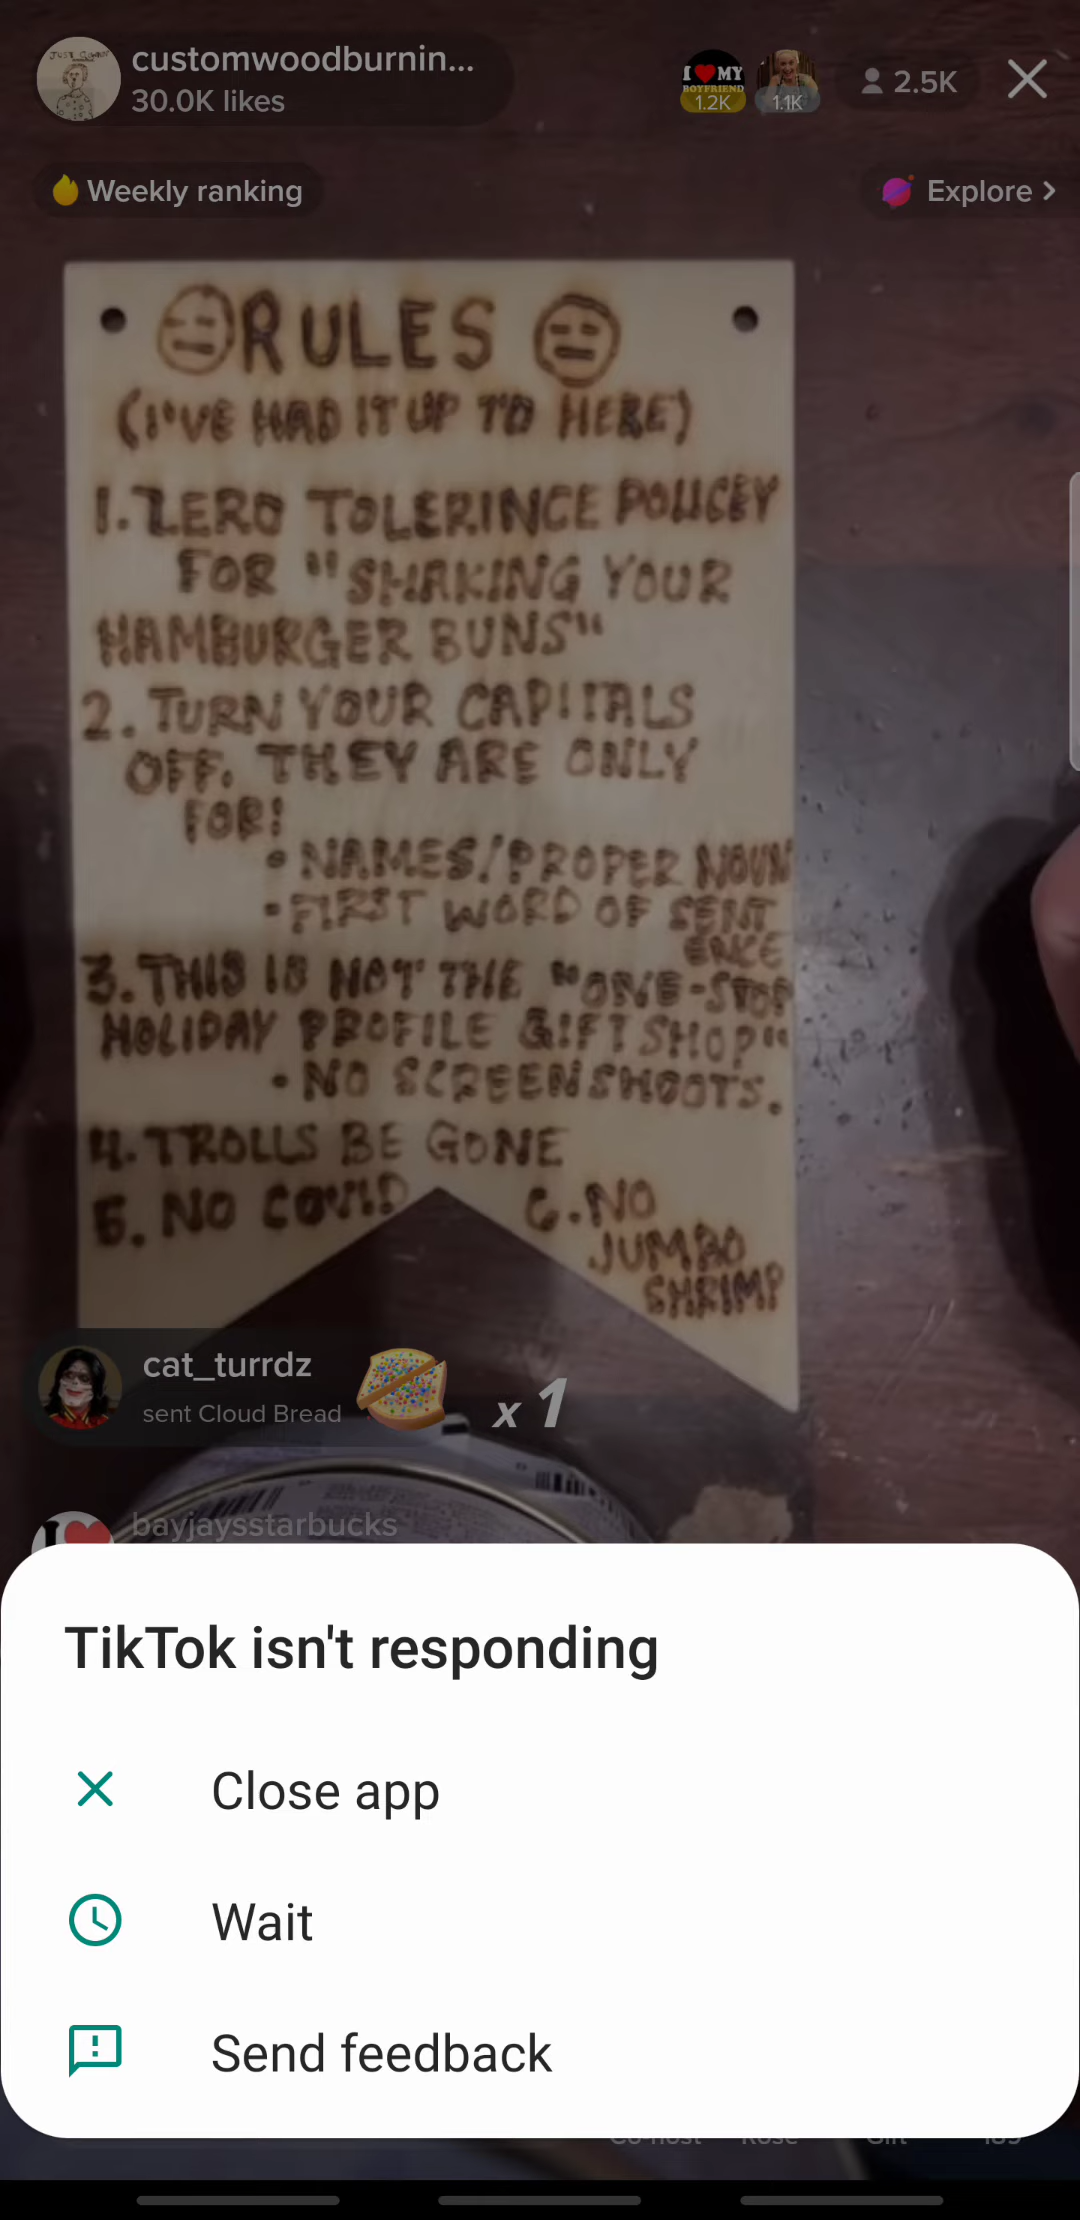 customwoodburnin...
30.0K likes
I ❤ MY
BOYFRIEND
1.2K
1.1K
2.5K
Weekly ranking
Explore >
RULES
(I'VE HAD IT UP TO HERE)
1. ZERO TOLERINCE POLICEY
FOR "SHAKING YOUR
HAMBURGER BUNS"
2. TURN YOUR CAPITALS
OFF. THEY ARE ONLY
FOR:
• NAMES/PROPER NOUN
• FIRST WORD OF SENT
ENCE
3. THIS IS NOT THE "ONE-STOP
HOLIDAY PROFILE GIFT SHOP"
• NO SCREENSHOOTS.
4. TROLLS BE GONE
5. NO COVID
6. NO
JUMBO
SHRIMP
cat_turrdz
sent Cloud Bread
x 1
bayjaysstarbucks
TikTok isn't responding
Close app
Wait
Send feedback